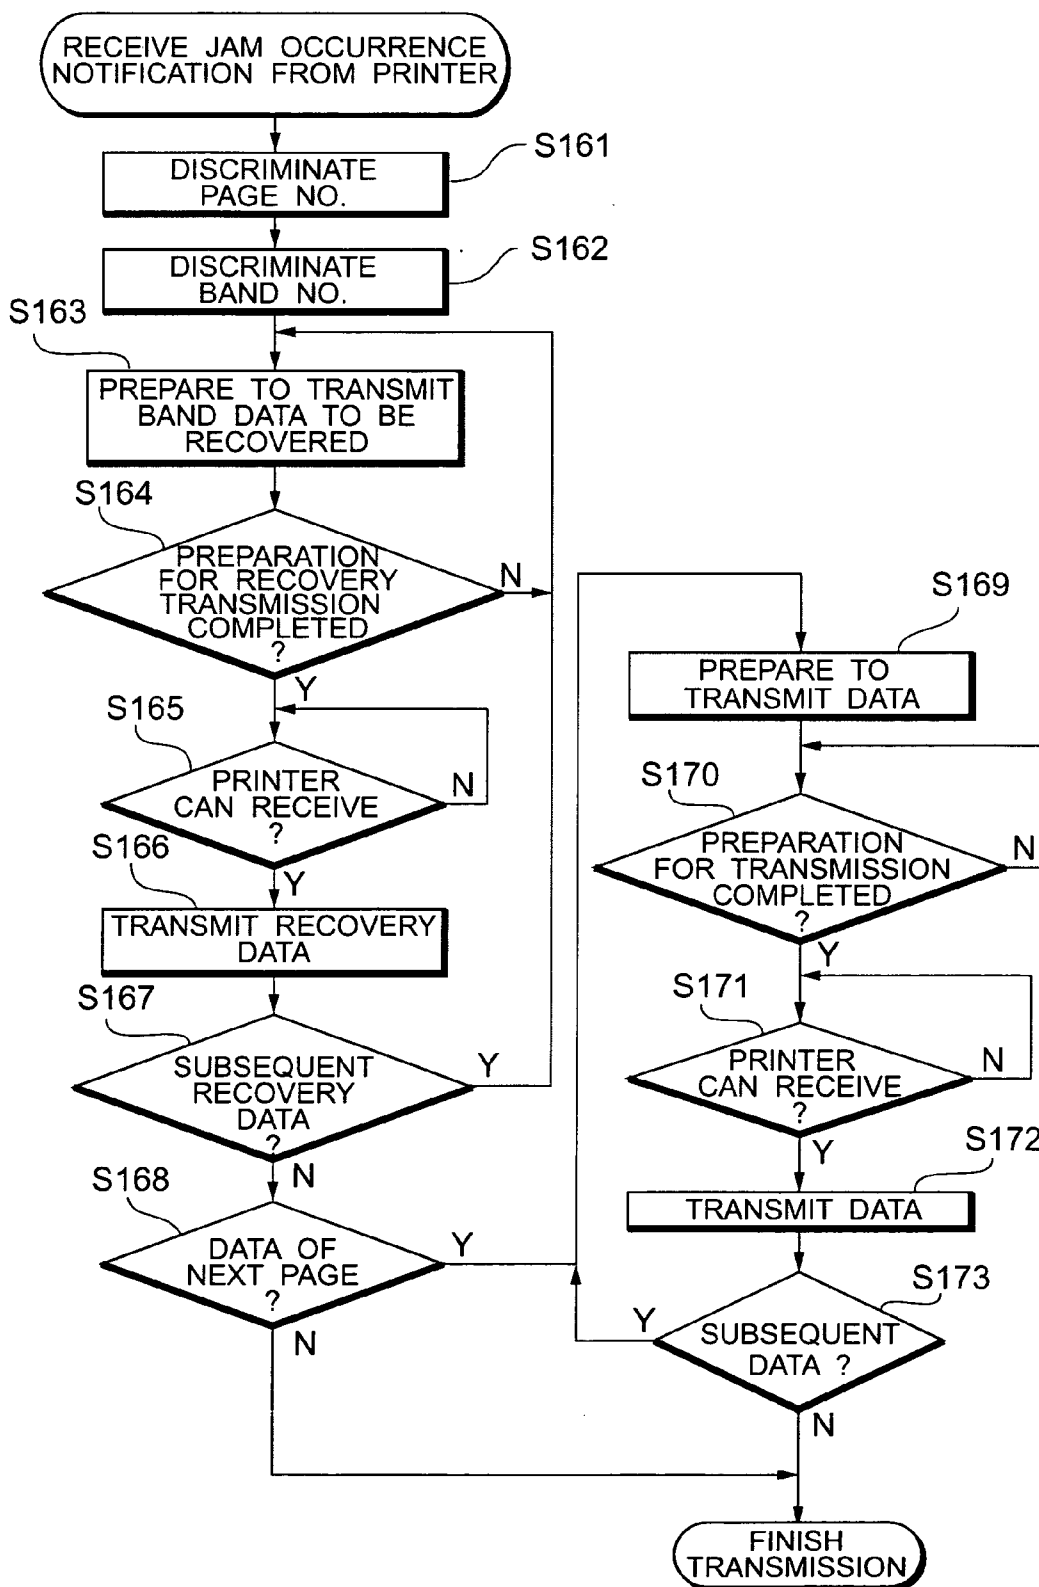 RECEIVE JAM OCCURRENCE
NOTIFICATION FROM PRINTER
S161
DISCRIMINATE
PAGE NO.
S162
DISCRIMINATE
BAND NO.
S163
PREPARE TO TRANSMIT
BAND DATA TO BE
RECOVERED
S164
PREPARATION
FOR RECOVERY
TRANSMISSION
COMPLETED
?
N
Y
S165
PRINTER
CAN RECEIVE
?
N
Y
S166
TRANSMIT RECOVERY
DATA
S167
SUBSEQUENT
RECOVERY
DATA
?
Y
N
S168
DATA OF
NEXT PAGE
?
Y
N
S169
PREPARE TO
TRANSMIT DATA
S170
PREPARATION
FOR TRANSMISSION
COMPLETED
?
N
Y
S171
PRINTER
CAN RECEIVE
?
N
Y
S172
TRANSMIT DATA
S173
SUBSEQUENT
DATA ?
Y
N
FINISH
TRANSMISSION